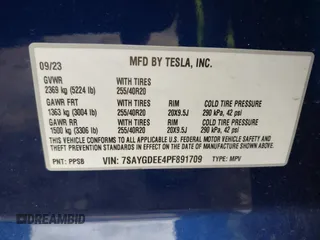 09/23 MFD BY TESLA, INC.
GVWR WITH TIRES
2369 kg (5224 lb) 255/40R20
GAWR FRT WITH TIRES RIM COLD TIRE PRESSURE
1363 kg (3004 lb) 255/40R20 20X9.5J 290 kPa, 42 psi
GAWR RR WITH TIRES RIM COLD TIRE PRESSURE
1500 kg (3306 lb) 255/40R20 20X9.5J 290 kPa, 42 psi
THIS VEHICLE CONFORMS TO ALL APPLICABLE FEDERAL MOTOR VEHICLE SAFETY AND
THEFT PREVENTION STANDARDS IN EFFECT ON THE DATE OF MANUFACTURE SHOWN ABOVE.
VIN: 7SAYGDEE4PF891709
PNT: PPSB TYPE: MPV
DREAMBID